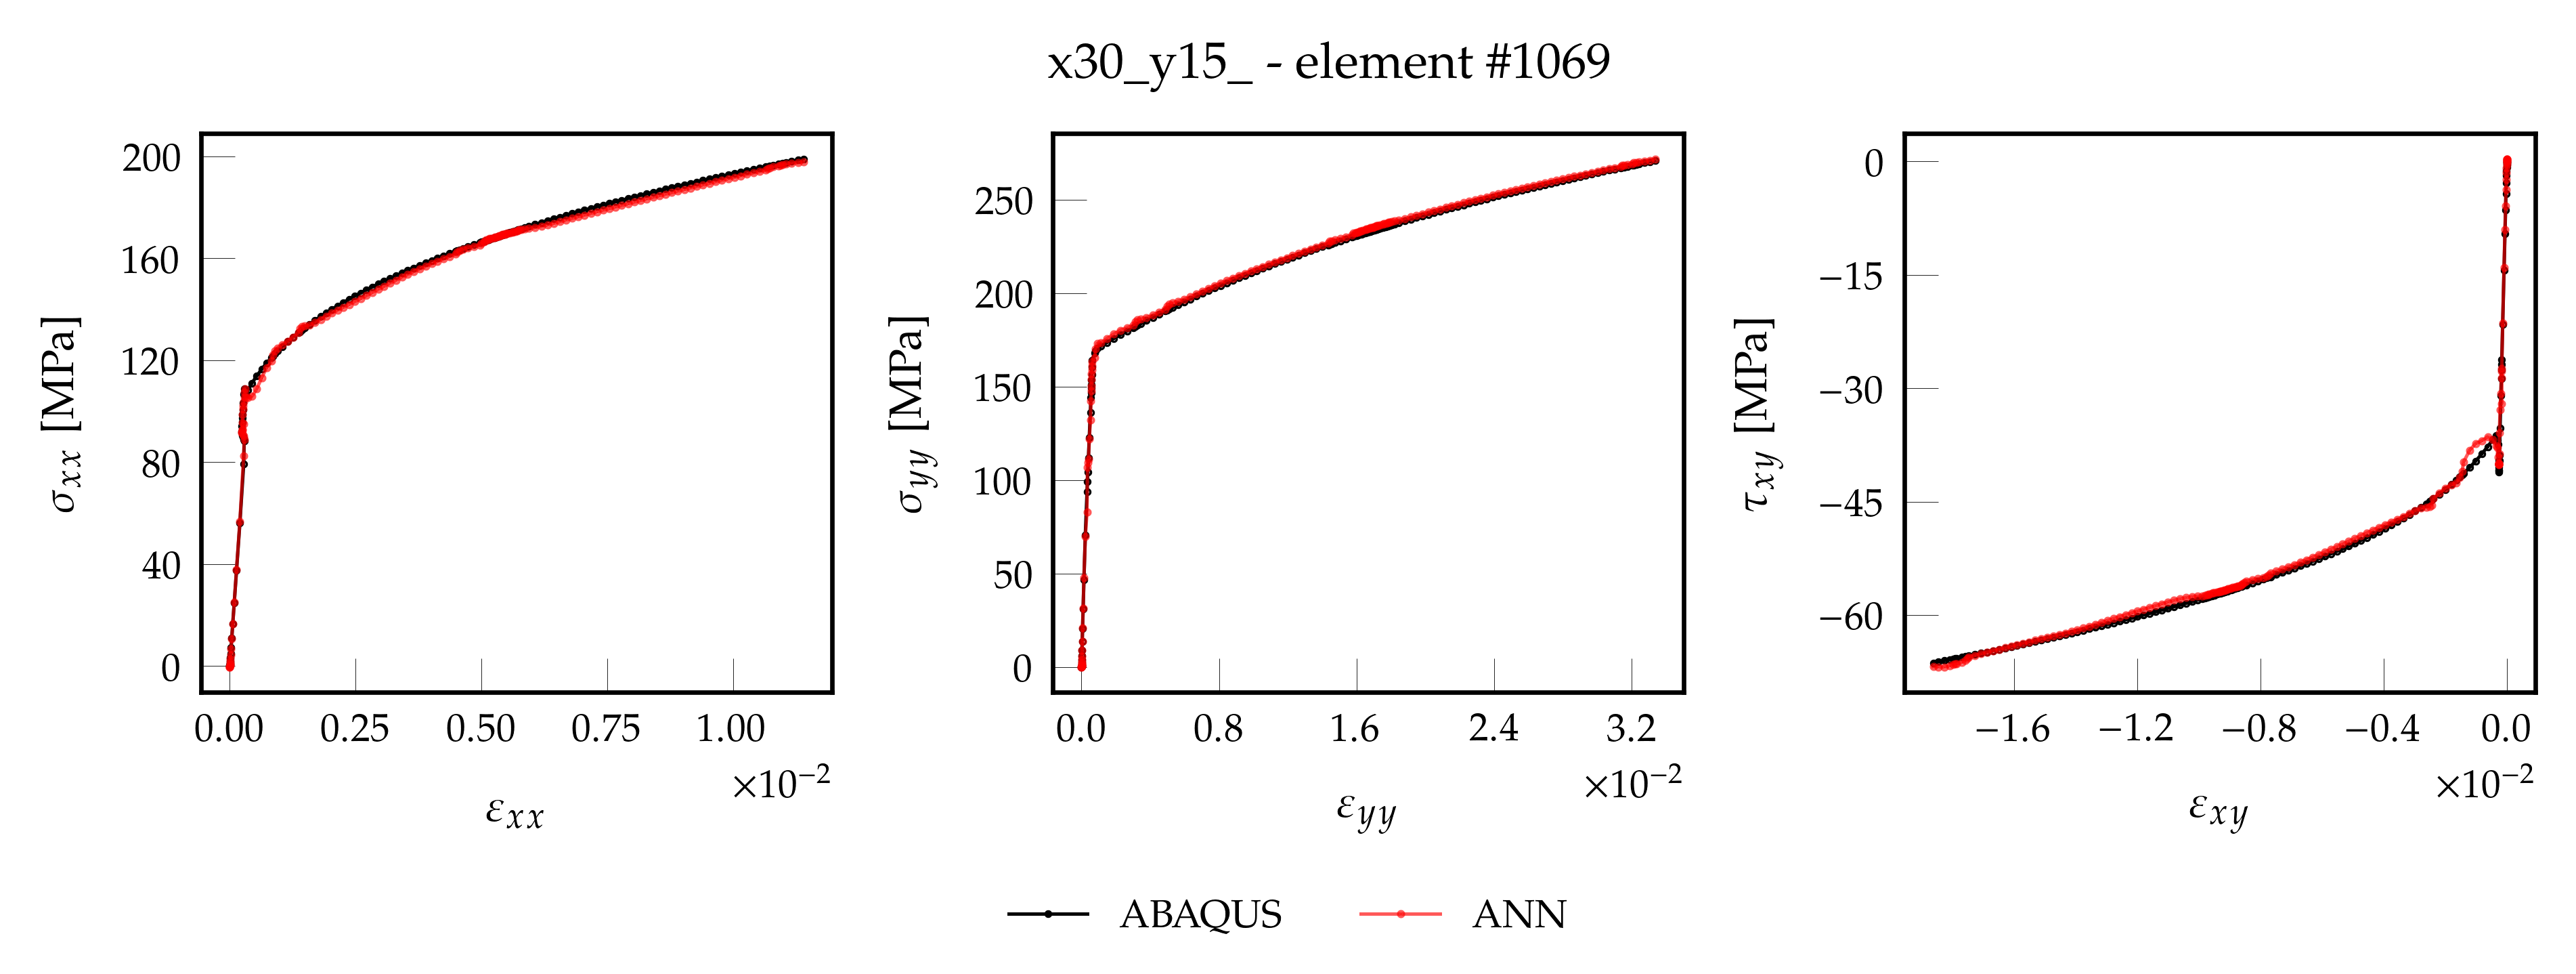 x30_y15_ - element #1069
σxx [MPa]
200
160
120
80
40
0
0.00 0.25 0.50 0.75 1.00
×10−2
εxx
σyy [MPa]
250
200
150
100
50
0
0.0 0.8 1.6 2.4 3.2
×10−2
εyy
τxy [MPa]
0
−15
−30
−45
−60
−1.6 −1.2 −0.8 −0.4 0.0
×10−2
εxy
ABAQUS ANN